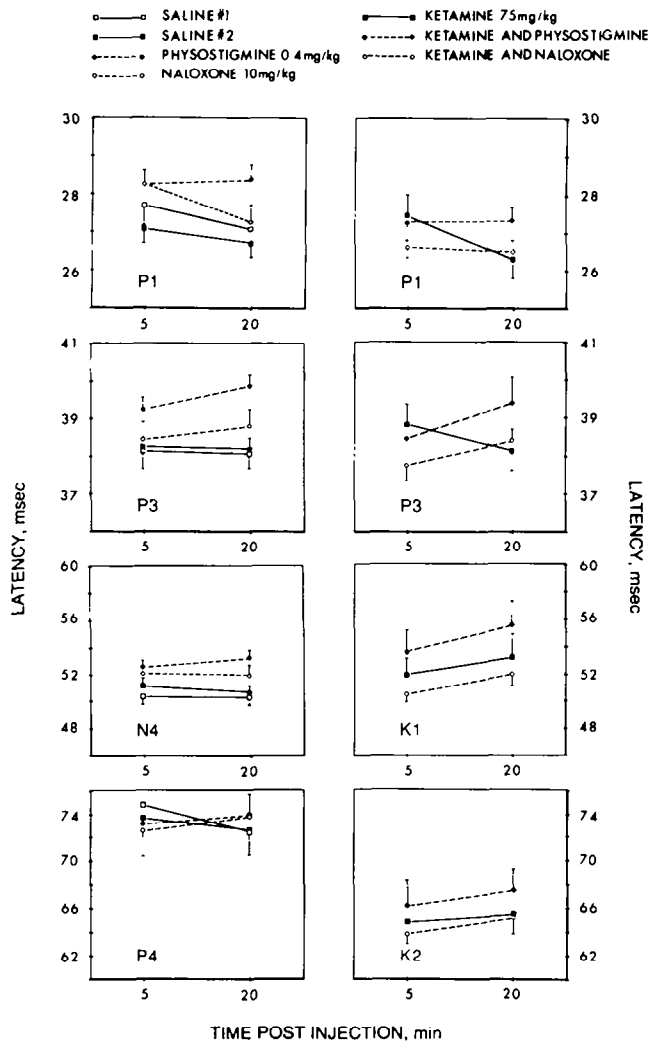 SALINE #1
SALINE #2
PHYSOSTIGMINE 0 4mg/kg
NALOXONE 10mg/kg
KETAMINE 75mg/kg
KETAMINE AND PHYSOSTIGMINE
KETAMINE AND NALOXONE
30
28
26
P1
5 20
30
28
26
P1
5 20
41
39
37
P3
5 20
41
39
37
P3
5 20
LATENCY, msec
LATENCY, msec
60
56
52
48
N4
5 20
60
56
52
48
K1
5 20
74
70
66
62
P4
5 20
74
70
66
62
K2
5 20
TIME POST INJECTION, min